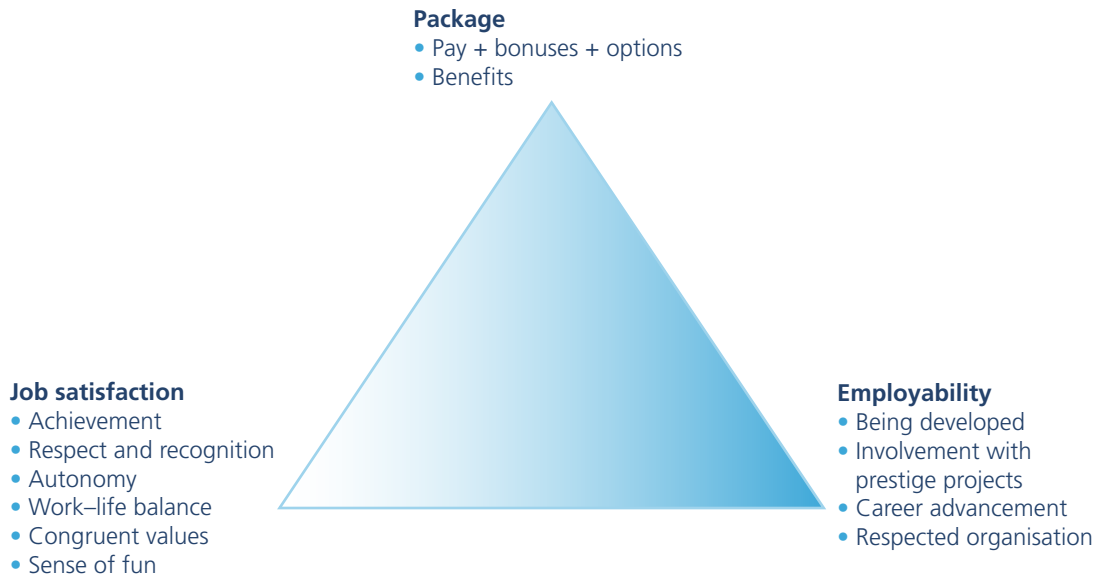 Package
• Pay + bonuses + options
• Benefits
Job satisfaction
• Achievement
• Respect and recognition
• Autonomy
• Work–life balance
• Congruent values
• Sense of fun
Employability
• Being developed
• Involvement with
prestige projects
• Career advancement
• Respected organisation